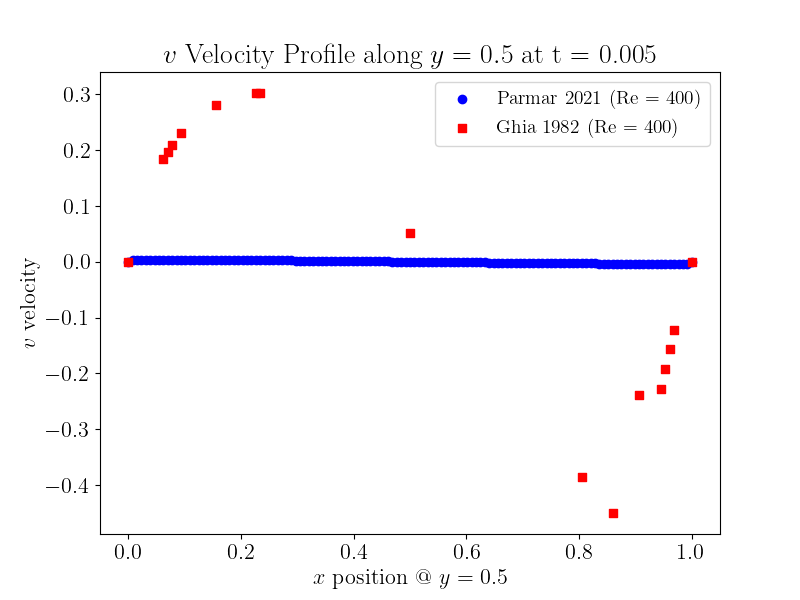 v Velocity Profile along y = 0.5 at t = 0.005
Parmar 2021 (Re = 400)
Ghia 1982 (Re = 400)
0.3
0.2
0.1
0.0
−0.1
−0.2
−0.3
−0.4
v velocity
0.0 0.2 0.4 0.6 0.8 1.0
x position @ y = 0.5